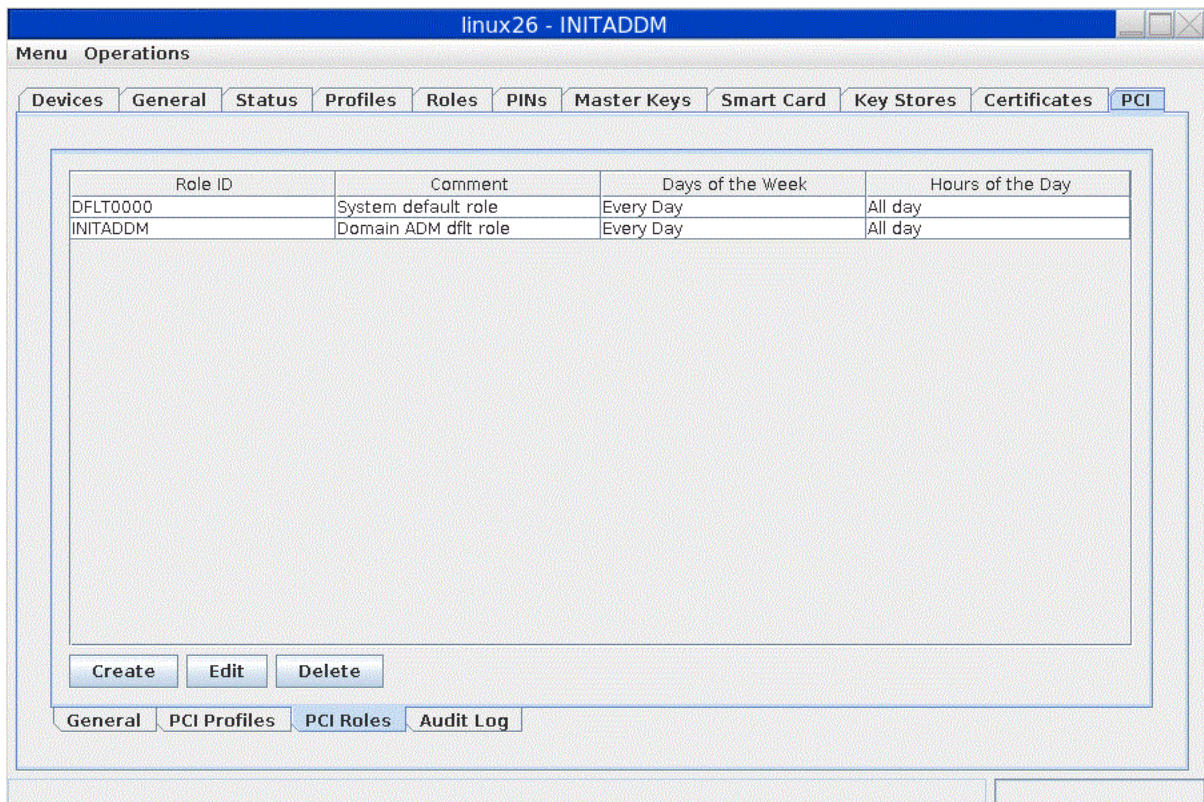 linux26 - INITADDM
Menu Operations
Devices General Status Profiles Roles PINs Master Keys Smart Card Key Stores Certificates PCI
Role ID Comment Days of the Week Hours of the Day
DFLT0000 System default role Every Day All day
INITADDM Domain ADM dflt role Every Day All day
Create Edit Delete
General PCI Profiles PCI Roles Audit Log